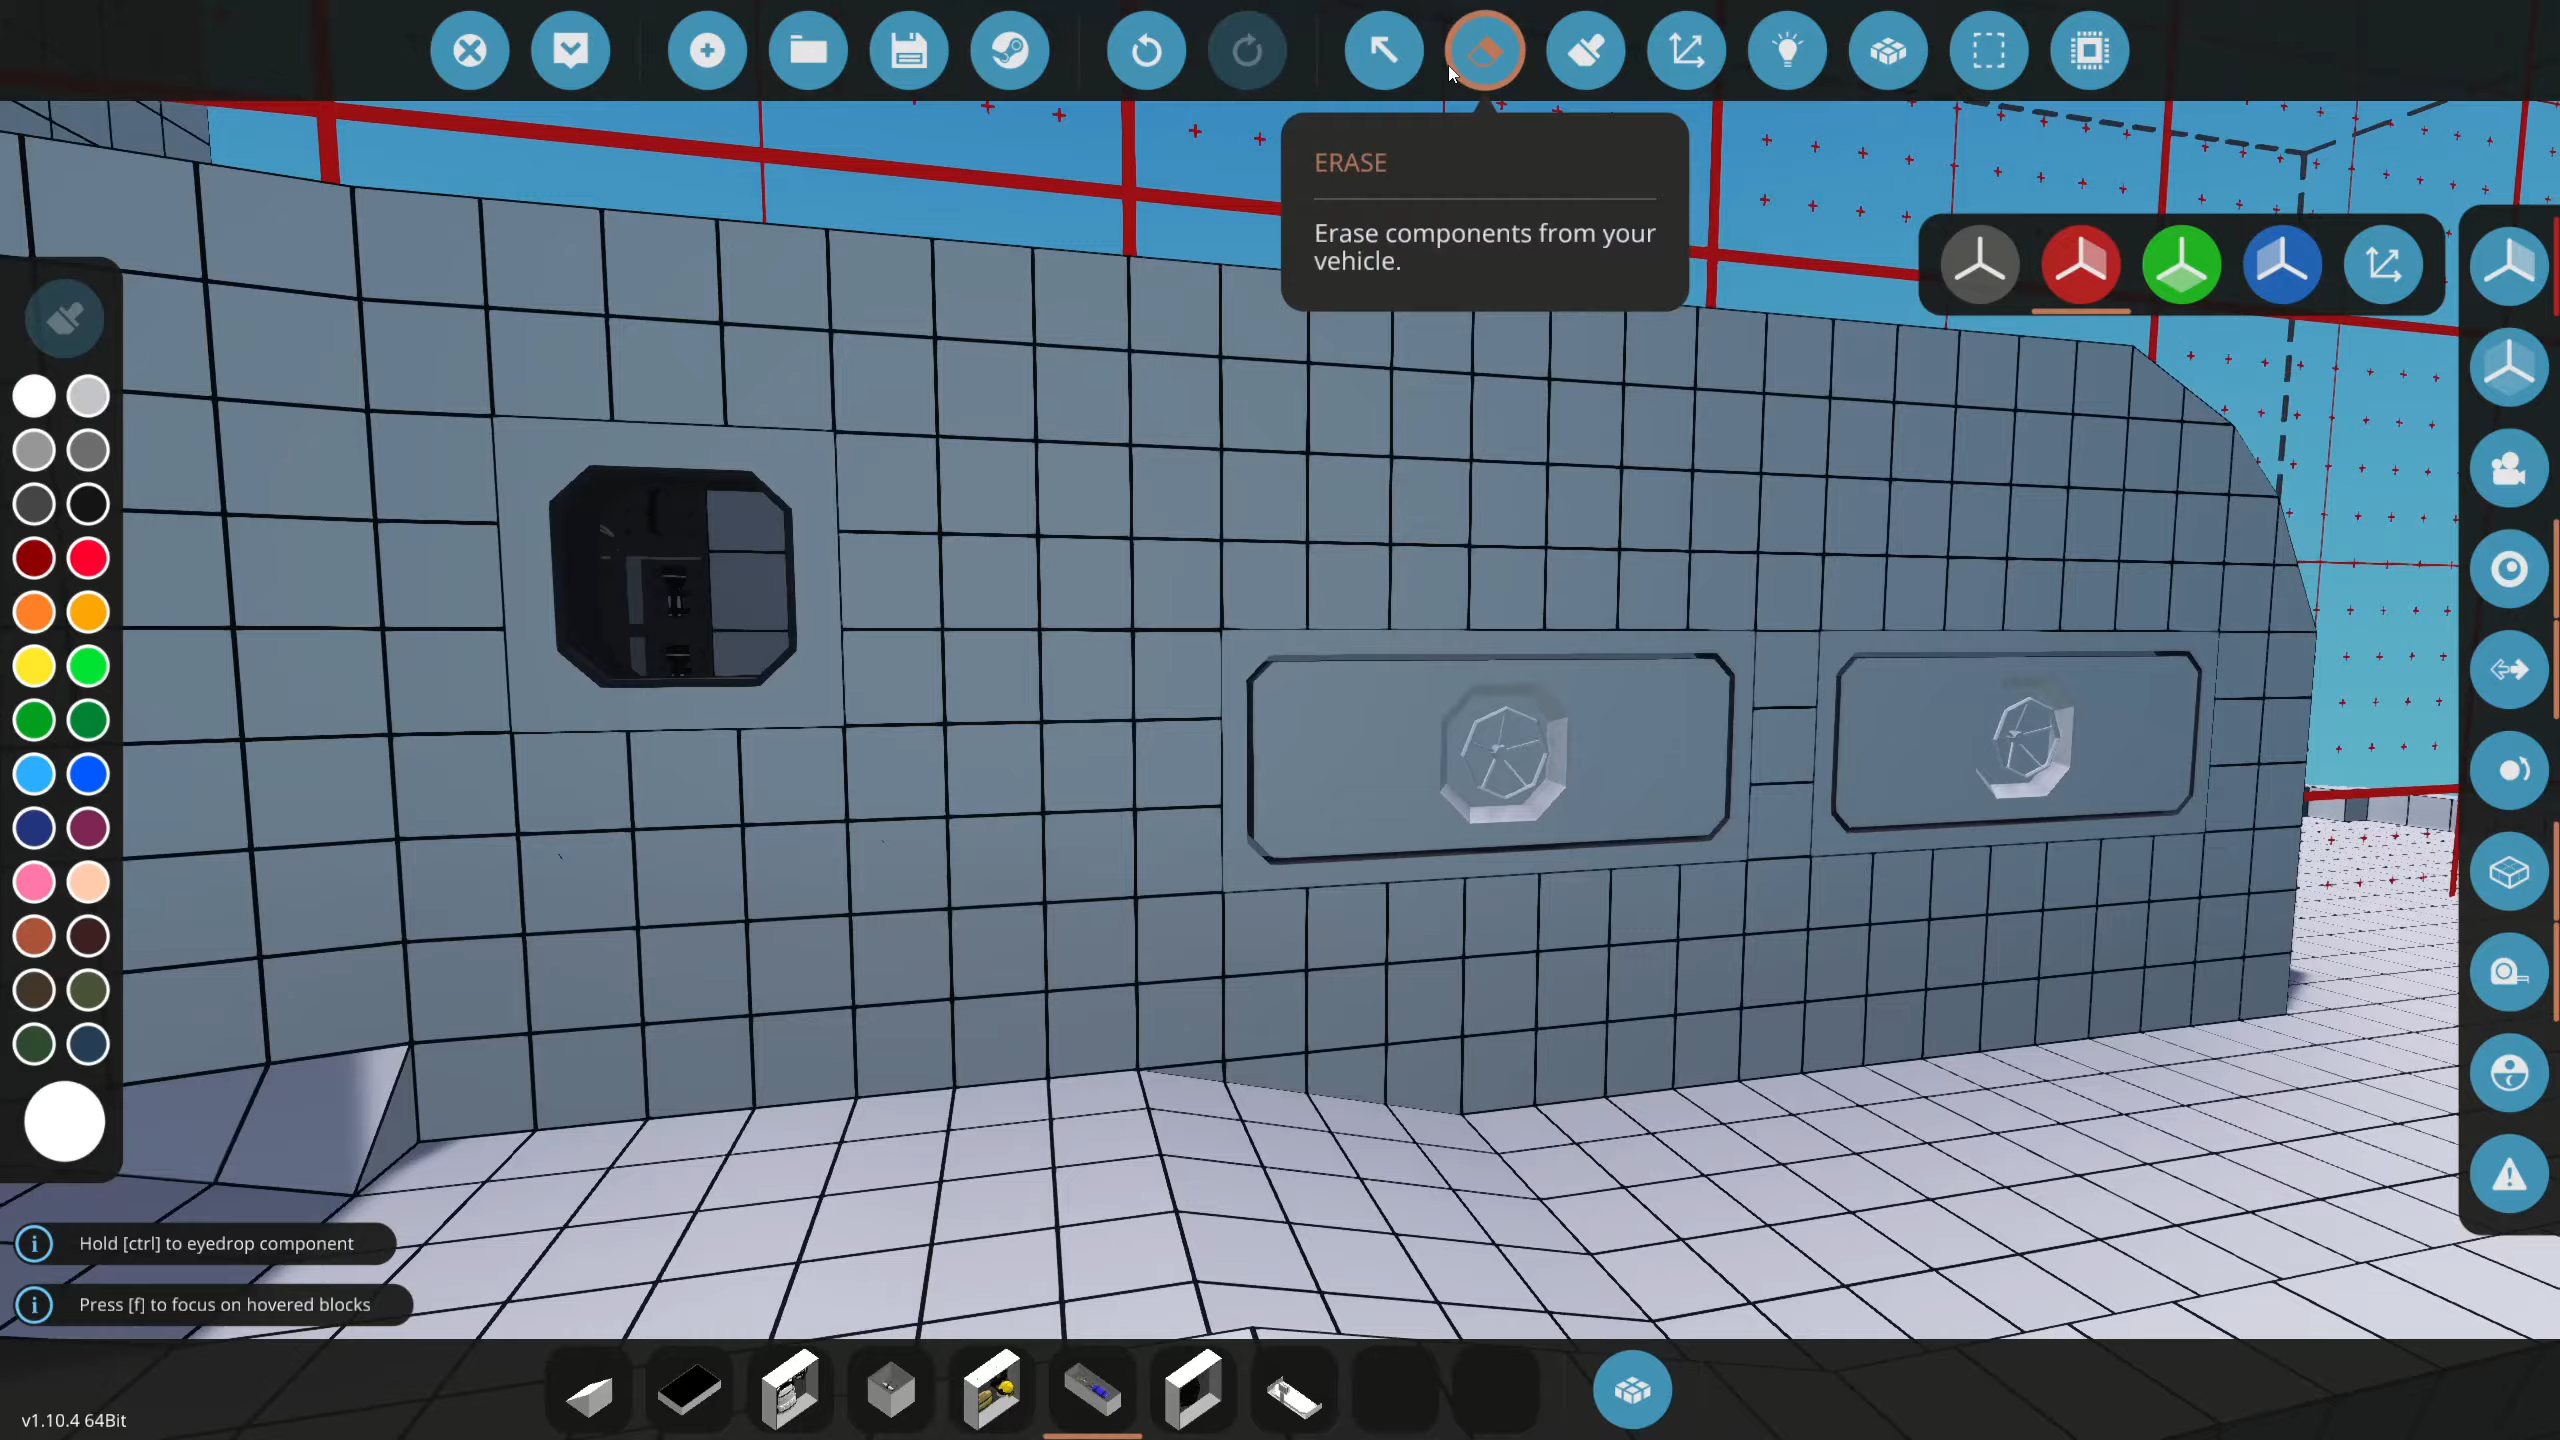 ERASE
Erase components from your
vehicle.
Hold [ctrl] to eyedrop component
Press [f] to focus on hovered blocks
v1.10.4 64Bit